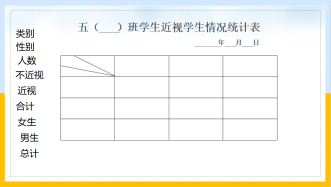 五（___）班学生近视学生情况统计表
______年___月___日
类别
性别
人数
不近视
近视
合计
女生
男生
总计